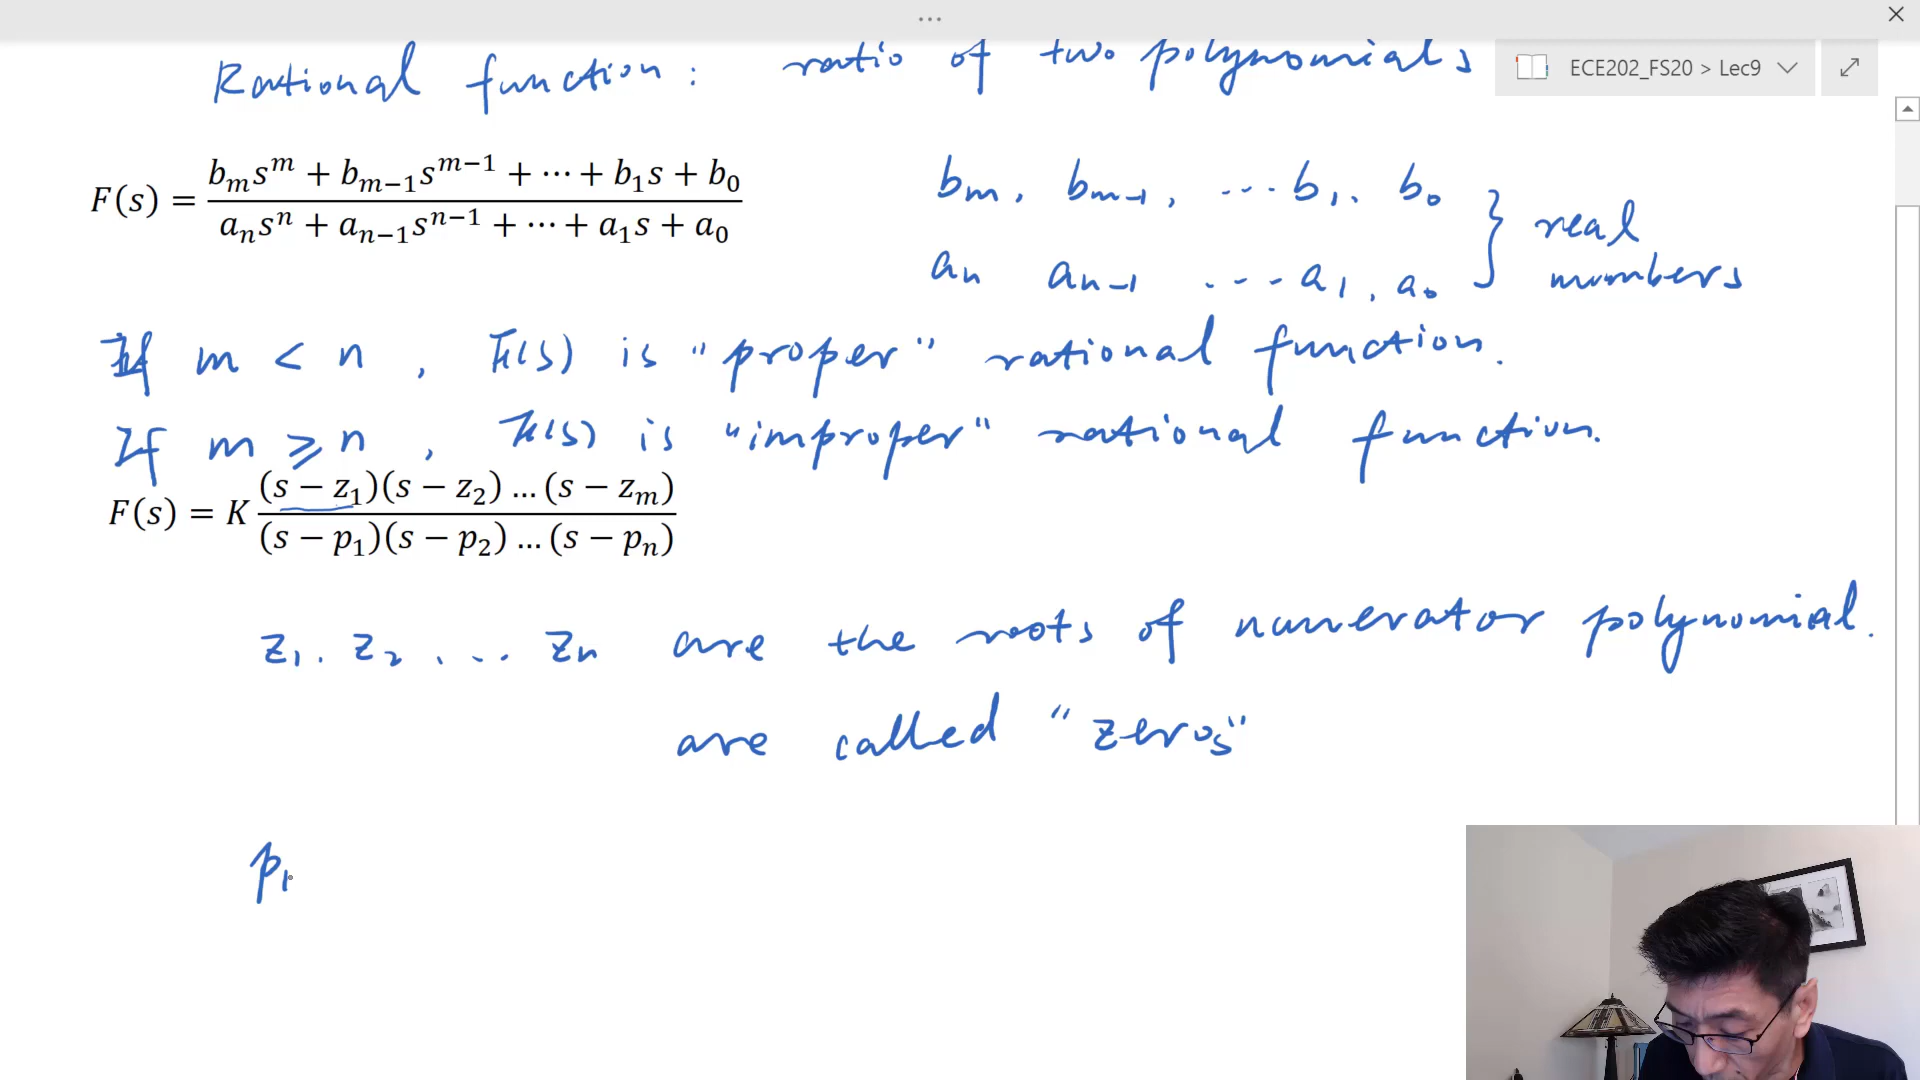 Rational function: ratio of two polynomials
ECE202_FS20 > Lec9
F(s) = \frac{b_m s^m + b_{m-1} s^{m-1} + ⋯ + b_1 s + b_0}{a_n s^n + a_{n-1} s^{n-1} + ⋯ + a_1 s + a_0}
b_m, b_{m-1}, ... b_1, b_0
a_n a_{n-1} ... a_1, a_0
} real numbers
If m < n, F(s) is "proper" rational function.
If m ≥ n, F(s) is "improper" rational function.
F(s) = K \frac{(s − z_1)(s − z_2) … (s − z_m)}{(s − p_1)(s − p_2) … (s − p_n)}
z_1, z_2, ... z_n are the roots of numerator polynomial.
are called "zeros"
p_1